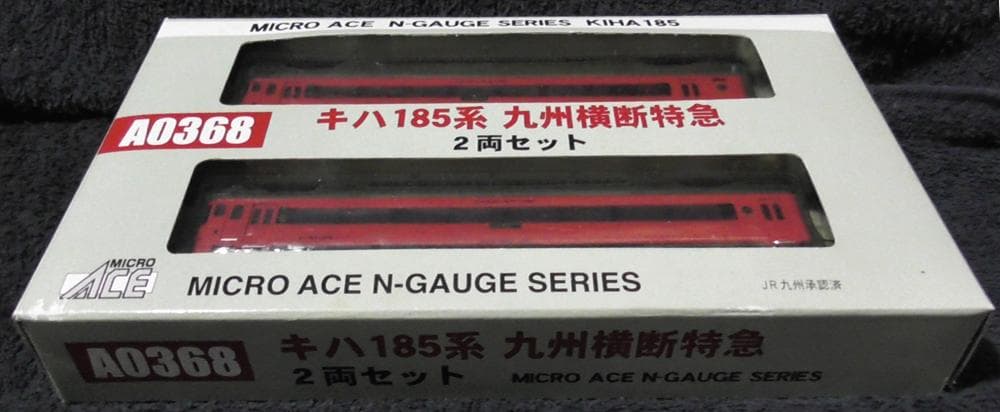 MICRO ACE N-GAUGE SERIES KIHA185
A0368
キハ185系 九州横断特急
2両セット
MICRO
ACE
MICRO ACE N-GAUGE SERIES
JR九州承認済
A0368
キハ185系 九州横断特急
2両セット MICRO ACE N-GAUGE SERIES